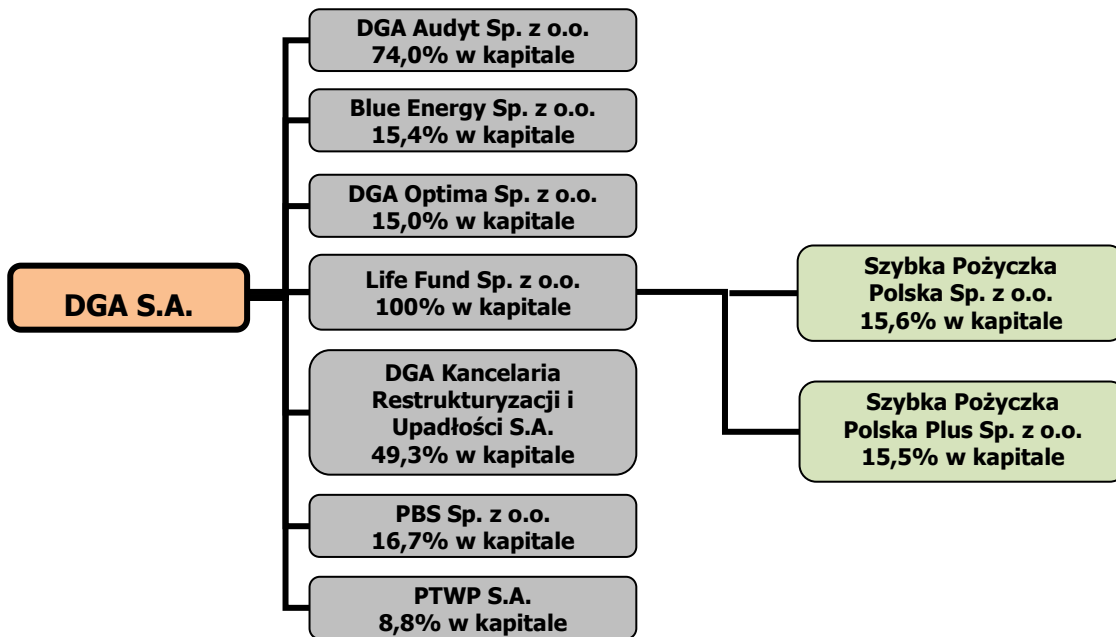 DGA Audyt Sp. z o.o.
74,0% w kapitale
Blue Energy Sp. z o.o.
15,4% w kapitale
DGA Optima Sp. z o.o.
15,0% w kapitale
DGA S.A.
Life Fund Sp. z o.o.
100% w kapitale
Szybka Pożyczka
Polska Sp. z o.o.
15,6% w kapitale
DGA Kancelaria
Restrukturyzacji i
Upadłości S.A.
49,3% w kapitale
Szybka Pożyczka
Polska Plus Sp. z o.o.
15,5% w kapitale
PBS Sp. z o.o.
16,7% w kapitale
PTWP S.A.
8,8% w kapitale